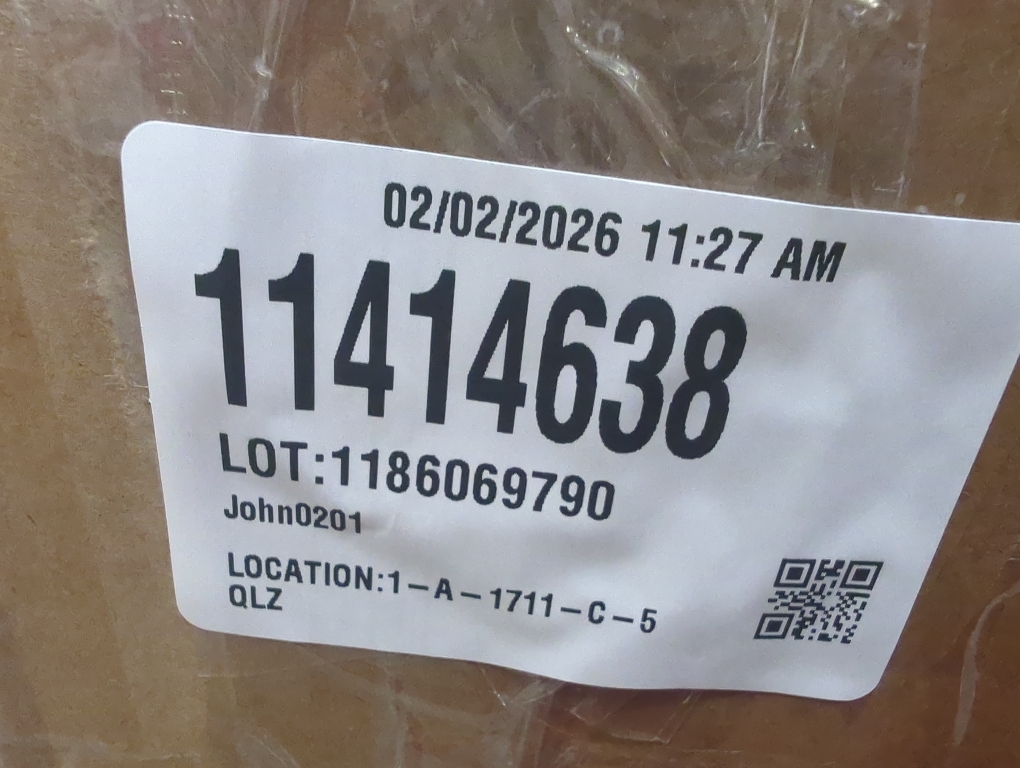 02/02/2026 11:27 AM
11414638
LOT:1186069790
John0201
LOCATION:1-A-1711-C-5
QLZ